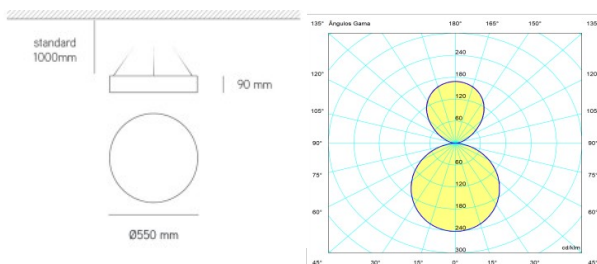 standard
1000mm
90 mm
Ø550 mm
135° Ângulos Gama 180° 165° 150° 135°
240
180
120° 120 120°
105° 60 105°
90° 90°
60
75° 120 75°
180
60° 240 60°
300 cd/klm
45° 30° 15° 0° 15° 30° 45°